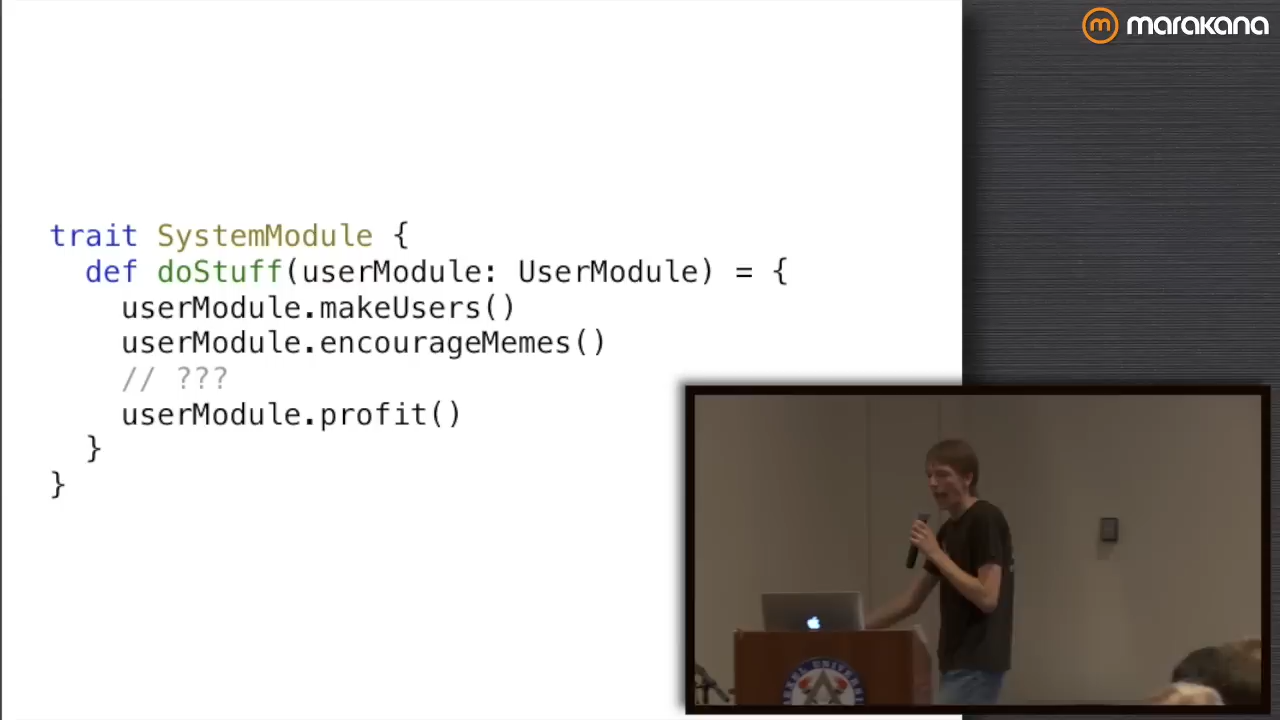 marakana
trait SystemModule {
def doStuff(userModule: UserModule) = {
userModule.makeUsers()
userModule.encourageMemes()
// ???
userModule.profit()
}
}